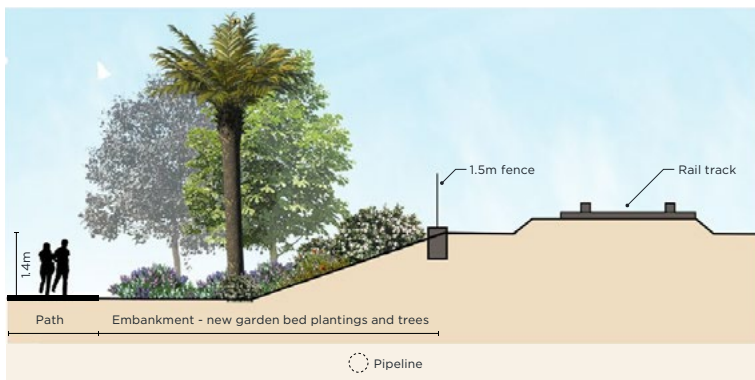 1.5m fence
Rail track
1.4m
Path
Embankment - new garden bed plantings and trees
Pipeline